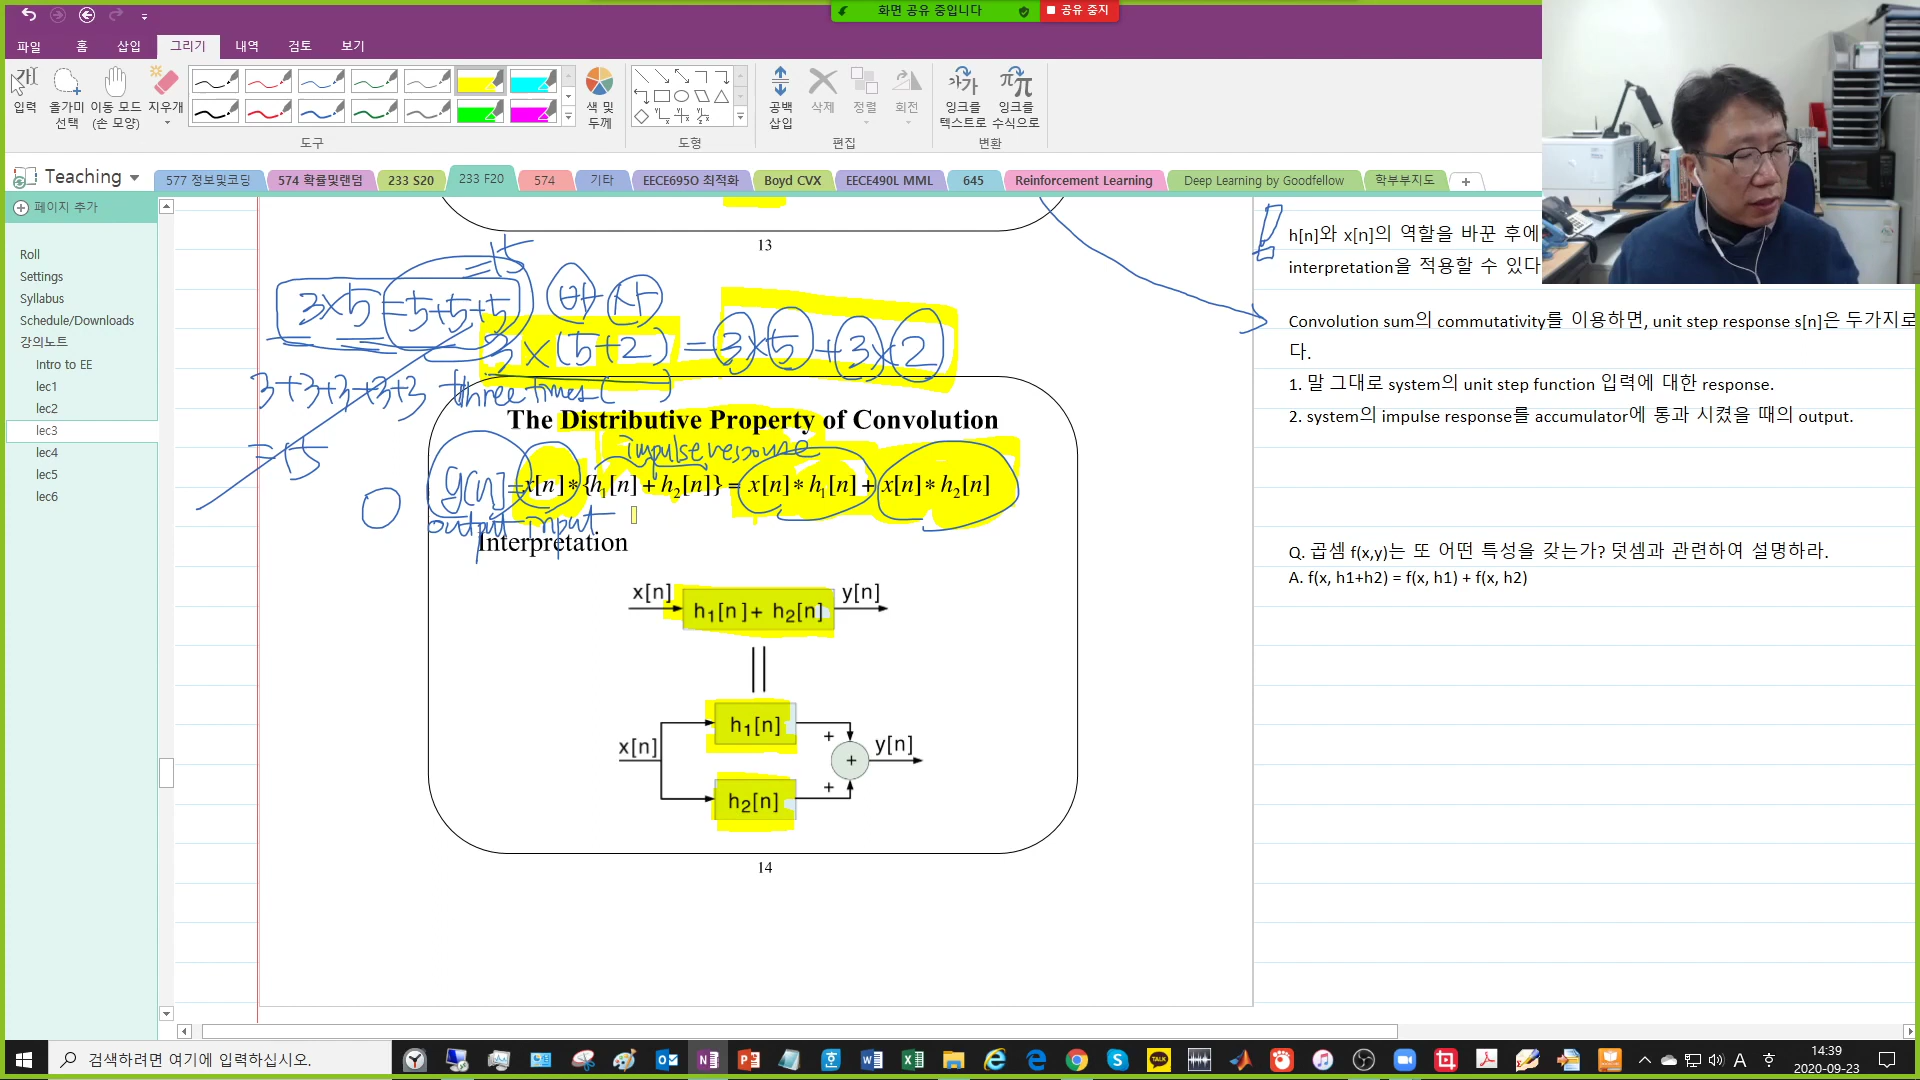 화면 공유 중입니다
공유 중지
파일 홈 삽입 그리기 내역 검토 보기
입력
올가미 선택
이동 모드 (손 모양)
지우개
색 및 두께
공백 삽입
삭제
정렬
회전
잉크를 텍스트로
잉크를 수식으로
도구
도형
편집
변환
Teaching
577 정보및코딩
574 확률및랜덤
233 S20
233 F20
574
기타
EECE695O 최적화
Boyd CVX
EECE490L MML
645
Reinforcement Learning
Deep Learning by Goodfellow
학부부지도
페이지 추가
Roll
Settings
Syllabus
Schedule/Downloads
강의노트
Intro to EE
lec1
lec2
lec3
lec4
lec5
lec6
13
=15
3×5=5+5+5
3×(5+2)=3×5+3×2
3+3+3+3+3 three times( )
=15
The Distributive Property of Convolution
impulse response
y[n]=x[n]*{h1[n]+h2[n]} = x[n]*h1[n]+x[n]*h2[n]
output input
Interpretation
x[n] h1[n]+ h2[n] y[n]
h1[n]
x[n] + + y[n]
+
h2[n]
14
h[n]와 x[n]의 역할을 바꾼 후에
interpretation을 적용할 수 있다
Convolution sum의 commutativity를 이용하면, unit step response s[n]은 두가지로
다.
1. 말 그대로 system의 unit step function 입력에 대한 response.
2. system의 impulse response를 accumulator에 통과 시켰을 때의 output.
Q. 곱셈 f(x,y)는 또 어떤 특성을 갖는가? 덧셈과 관련하여 설명하라.
A. f(x, h1+h2) = f(x, h1) + f(x, h2)
검색하려면 여기에 입력하십시오.
TALK
A
14:39
2020-09-23